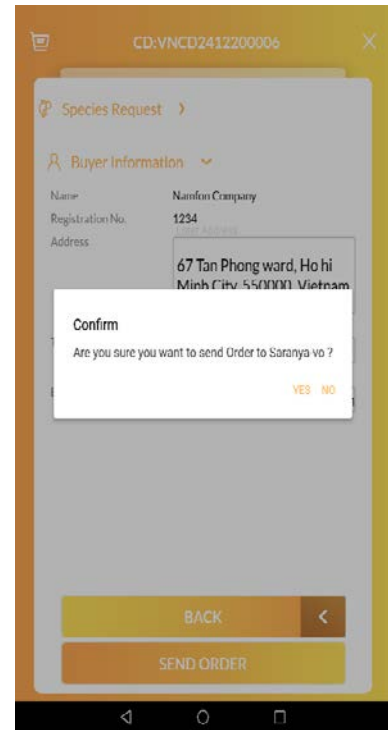 CD:VNCD2412200006
Species Request
Buyer Information
Name Namfon Company
Registration No. 1234
Address
67 Tan Phong ward, Ho hi
Minh City, 550000, Vietnam
Confirm
Are you sure you want to send Order to Saranya-vo ?
YES NO
BACK
SEND ORDER